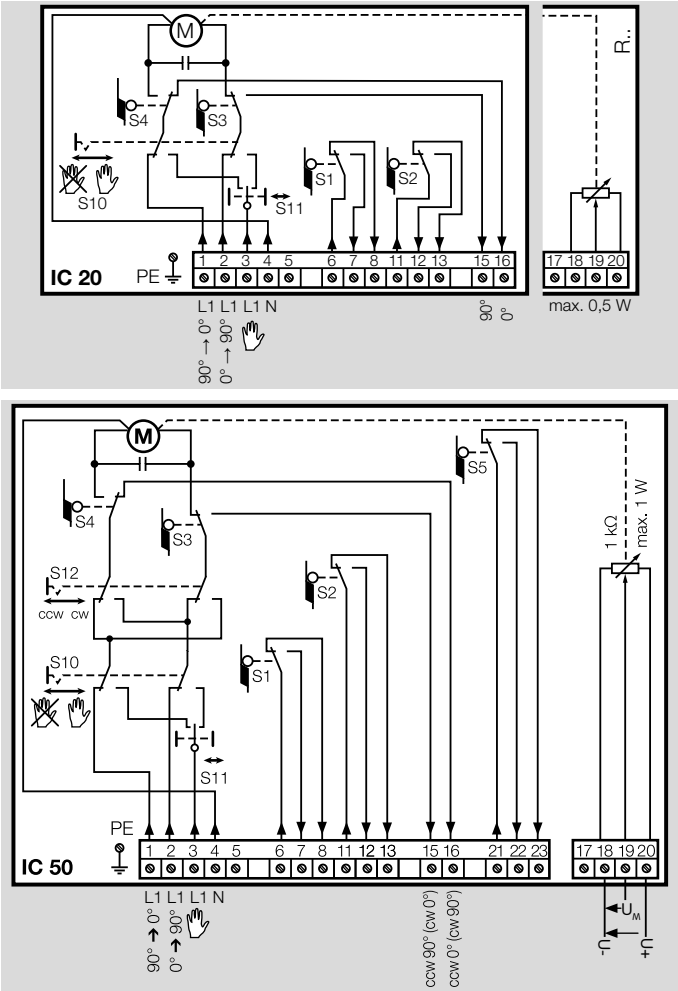 M
R..
S4
S3
S10
S11
S1
S2
1 2 3 4 5 6 7 8 11 12 13 15 16
17 18 19 20
IC 20
PE
L1 L1 L1 N
90° → 0°
0° → 90°
90°
0°
max. 0,5 W
M
S4
S3
S5
S12
ccw cw
S2
S10
S1
S11
1 kΩ
max. 1 W
PE
1 2 3 4 5 6 7 8 11 12 13 15 16 21 22 23
17 18 19 20
IC 50
L1 L1 L1 N
90° → 0°
0° → 90°
ccw 90° (cw 0°)
ccw 0° (cw 90°)
UM
U-
U+